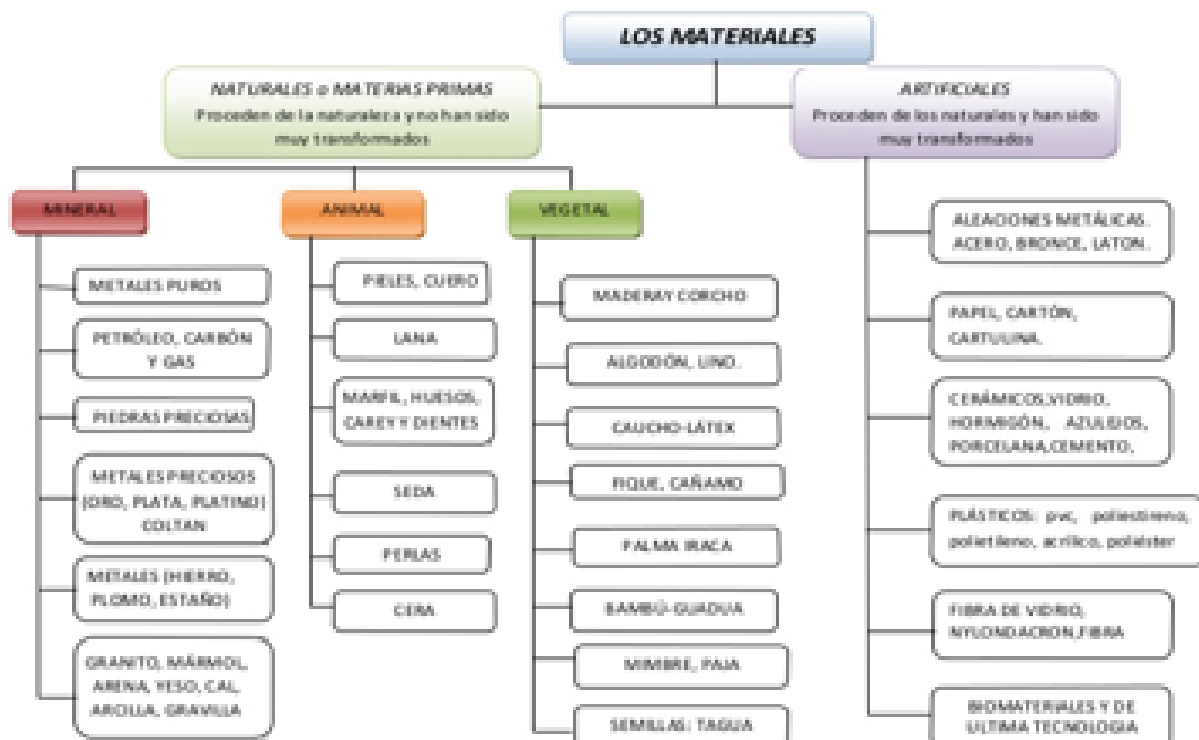 LOS MATERIALES
NATURALES o MATERIAS PRIMAS
Proceden de la naturaleza y no han sido
muy transformados
ARTIFICIALES
Proceden de los naturales y han sido
muy transformados
MINERAL
METALES PUROS
PETRÓLEO, CARBÓN
Y GAS
PIEDRAS PRECIOSAS
METALES PRECIOSOS
(ORO, PLATA, PLATINO)
COLTAN
METALES (HIERRO,
PLOMO, ESTAÑO)
GRANITO, MÁRMOL,
ARENA, YESO, CAL,
ARCILLA, GRAVILLA
ANIMAL
PIELES, CUERO
LANA
MARFIL, HUESOS,
CAREY Y DIENTES
SEDA
PERLAS
CERA
VEGETAL
MADERA Y CORCHO
ALGODÓN, LINO.
CAUCHO-LÁTEX
FIQUE, CAÑAMO
PALMA IRACA
BAMBÚ-GUADUA
MIMBRE, PAJA
SEMILLAS: TAGUA
ALEACIONES METÁLICAS.
ACERO, BRONCE, LATON.
PAPEL, CARTÓN,
CARTULINA.
CERÁMICOS,VIDRIO,
HORMIGÓN, AZULEJOS,
PORCELANA,CEMENTO,
PLÁSTICOS: pvc, poliestireno,
polietileno, acrílico, poliéster
FIBRA DE VIDRIO,
NYLONDACRON,FIBRA
BIOMATERIALES Y DE
ULTIMA TECNOLOGIA